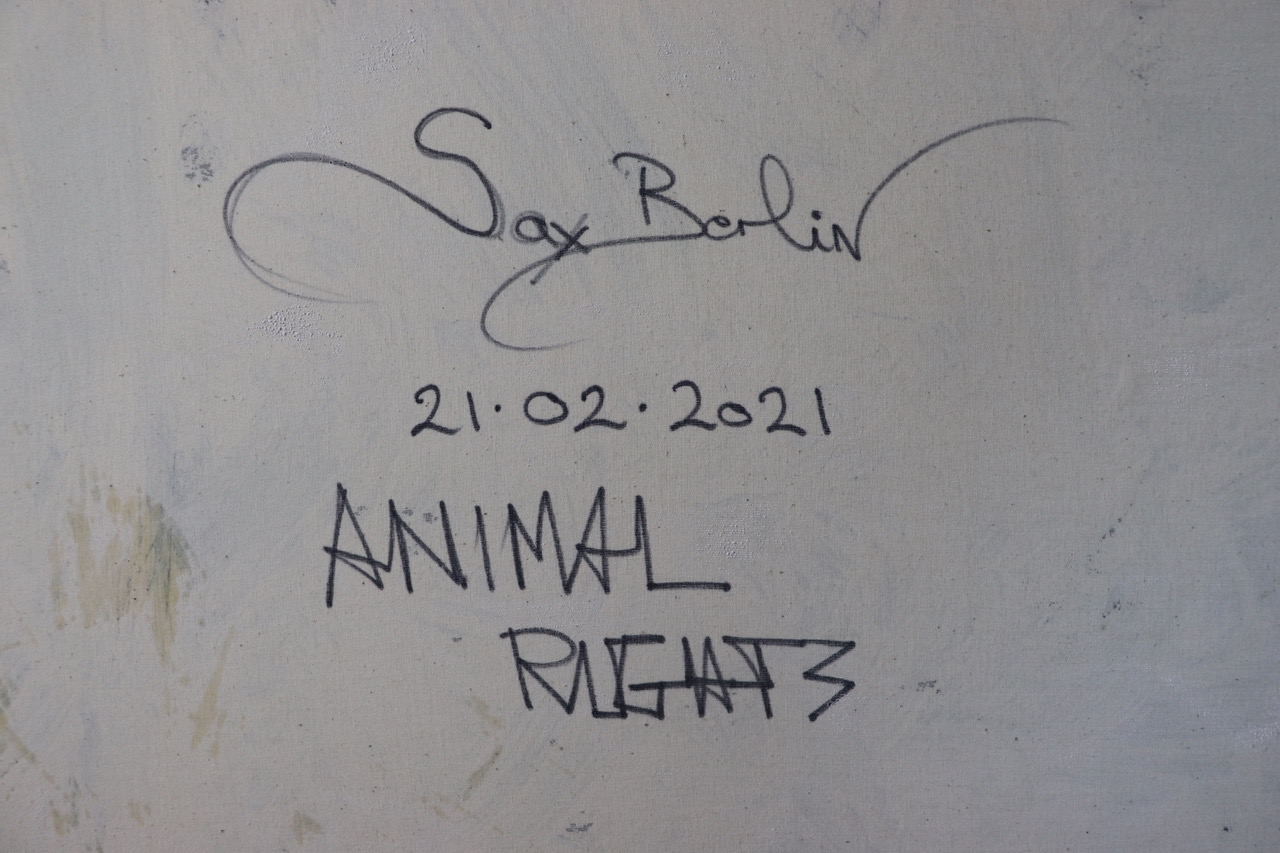 Sax Berlin
21·02·2021
ANIMAL
RIGHTS